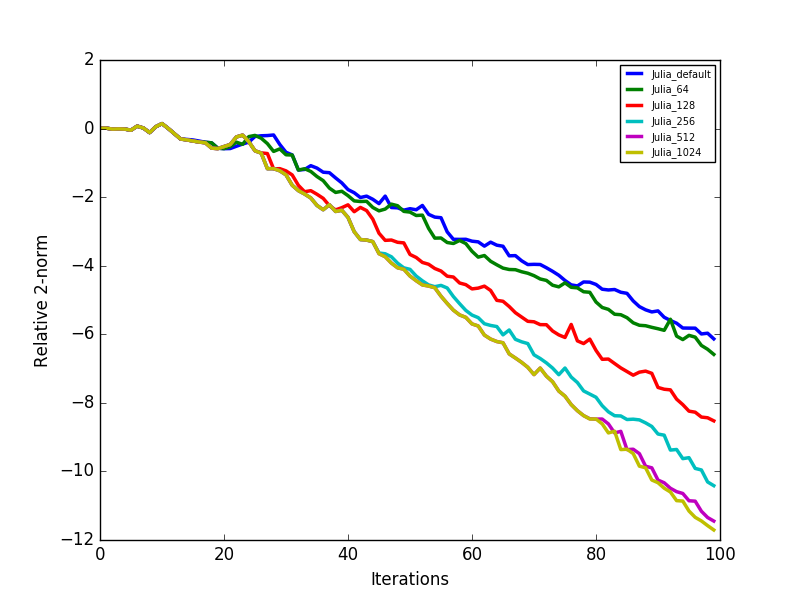 2
0
−2
−4
−6
−8
−10
−12
Relative 2-norm
0 20 40 60 80 100
Iterations
Julia_default
Julia_64
Julia_128
Julia_256
Julia_512
Julia_1024